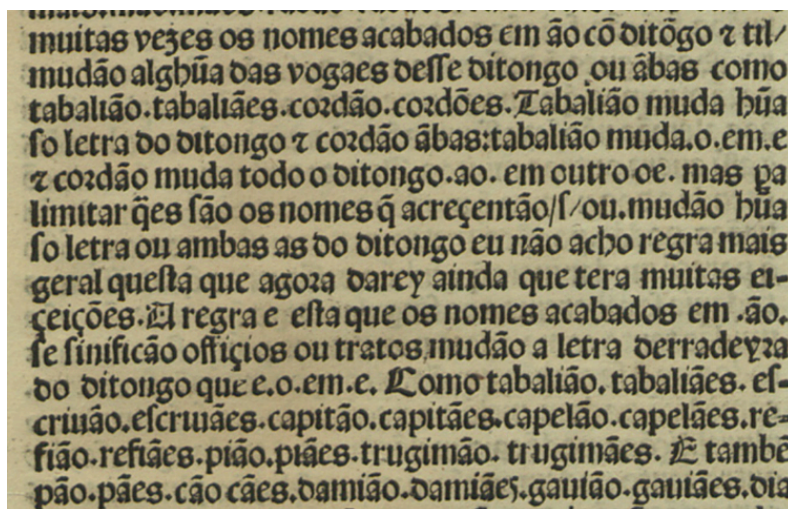 muitas vezes os nomes acabados em ão cõ ditõgo ⁊ til/
mudão alghũa das vogaes desse ditongo ou ãbas como
tabalião.tabaliães.cordão.cordões.Tabalião muda hũa
so letra do ditongo ⁊ cordão ãbas:tabalião muda.o.em.e
⁊ cordão muda todo o ditongo.ao. em outro oe. mas pa
limitar q̃es são os nomes q̃ acreçentão/s/ou.mudão hũa
so letra ou ambas as do ditongo eu não acho regra mais
geral questa que agora darey ainda que tera muitas ei-
çeições.A regra e esta que os nomes acabados em .ão.
se sinificão offiçios ou tratos mudão a letra derradeyra
do ditongo que e.o.em.e. Como tabalião. tabaliães. es-
criuão.escriuães.capitão.capitães.capelão.capelães.re-
fião.refiães.pião.piães.trugimão. trugimães. E tambẽ
pão.pães.cão cães.damião.damiães.gauião.gauiães.dia